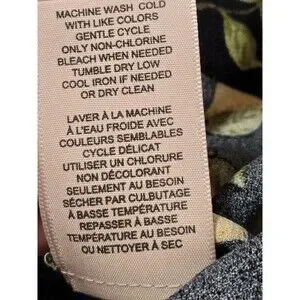 MACHINE WASH COLD
WITH LIKE COLORS
GENTLE CYCLE
ONLY NON-CHLORINE
BLEACH WHEN NEEDED
TUMBLE DRY LOW
COOL IRON IF NEEDED
OR DRY CLEAN
LAVER À LA MACHINE
À L'EAU FROIDE AVEC
COULEURS SEMBLABLES
CYCLE DÉLICAT
UTILISER UN CHLORURE
NON DÉCOLORANT
SEULEMENT AU BESOIN
SÉCHER PAR CULBUTAGE
À BASSE TEMPÉRATURE
REPASSER À BASSE
TEMPÉRATURE AU BESOIN
OU NETTOYER À SEC